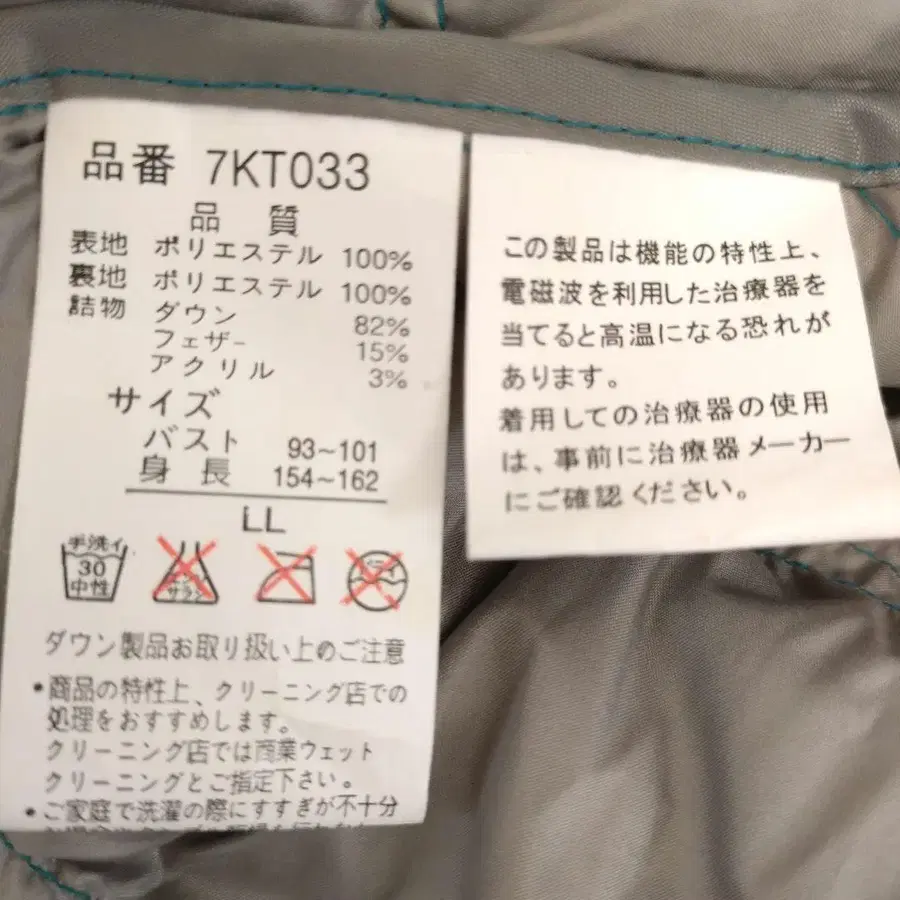 品番 7KT033
品 質
表地 ポリエステル 100%
裏地 ポリエステル 100%
詰物 ダウン 82%
フェザー 15%
アクリル 3%
サイズ
バスト 93~101
身長 154~162
LL
手洗イ
30
中性
ダウン製品お取り扱い上のご注意
•商品の特性上、クリーニング店での
処理をおすすめします。
クリーニング店では商業ウェット
クリーニングとご指定下さい。
•ご家庭で洗濯の際にすすぎが不十分
この製品は機能の特性上、
電磁波を利用した治療器を
当てると高温になる恐れが
あります。
着用しての治療器の使用
は、事前に治療器メーカー
にご確認ください。